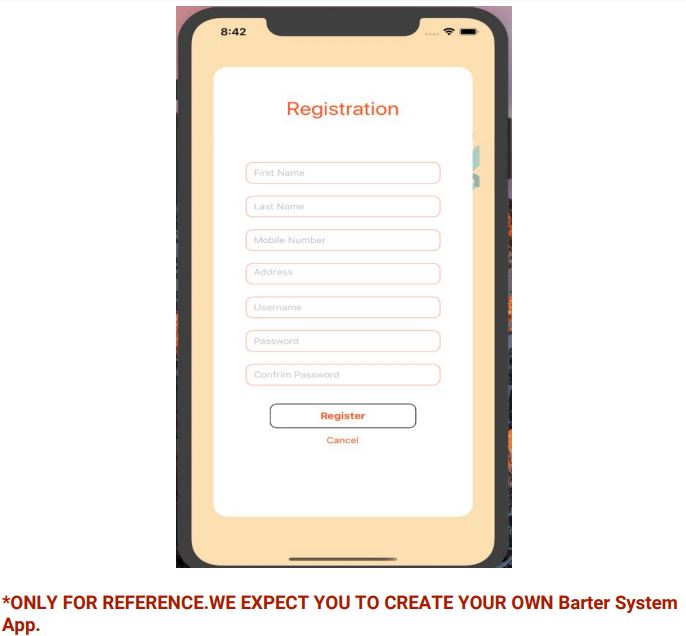 8:42
Registration
First Name
Last Name
Mobile Number
Address
Username
Password
Confrim Password
Register
Cancel
*ONLY FOR REFERENCE.WE EXPECT YOU TO CREATE YOUR OWN Barter System
App.